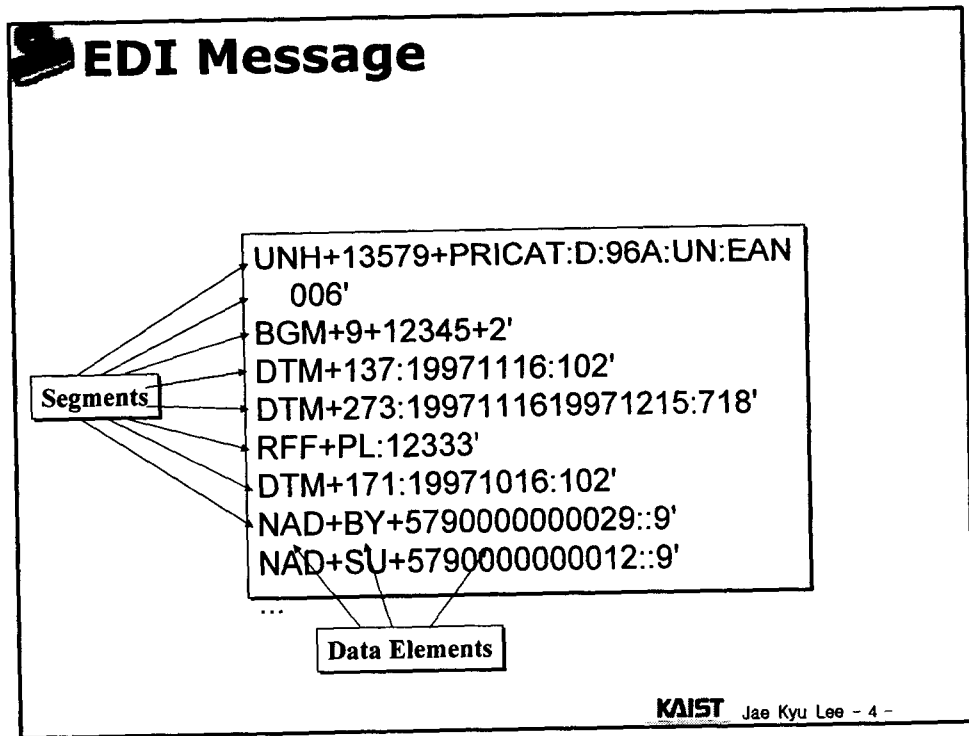 EDI Message
UNH+13579+PRICAT:D:96A:UN:EAN
006'
BGM+9+12345+2'
DTM+137:19971116:102'
DTM+273:1997111619971215:718'
RFF+PL:12333'
DTM+171:19971016:102'
NAD+BY+5790000000029::9'
NAD+SU+5790000000012::9'
...
Segments
Data Elements
KAIST Jae Kyu Lee - 4 -